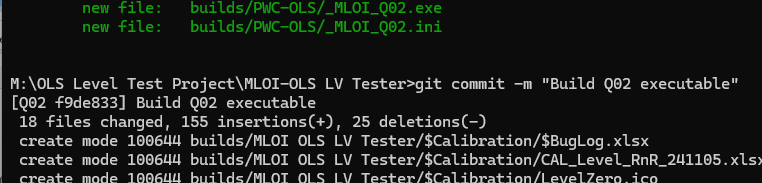 new file:   builds/PWC-OLS/_MLOI_Q02.exe
new file:   builds/PWC-OLS/_MLOI_Q02.ini
M:\OLS Level Test Project\MLOI-OLS LV Tester>git commit -m "Build Q02 executable"
[Q02 f9de833] Build Q02 executable
 18 files changed, 155 insertions(+), 25 deletions(-)
 create mode 100644 builds/MLOI OLS LV Tester/$Calibration/$BugLog.xlsx
 create mode 100644 builds/MLOI OLS LV Tester/$Calibration/CAL_Level_RnR_241105.xlsx
 create mode 100644 builds/MLOI OLS LV Tester/$Calibration/LevelZero.ico